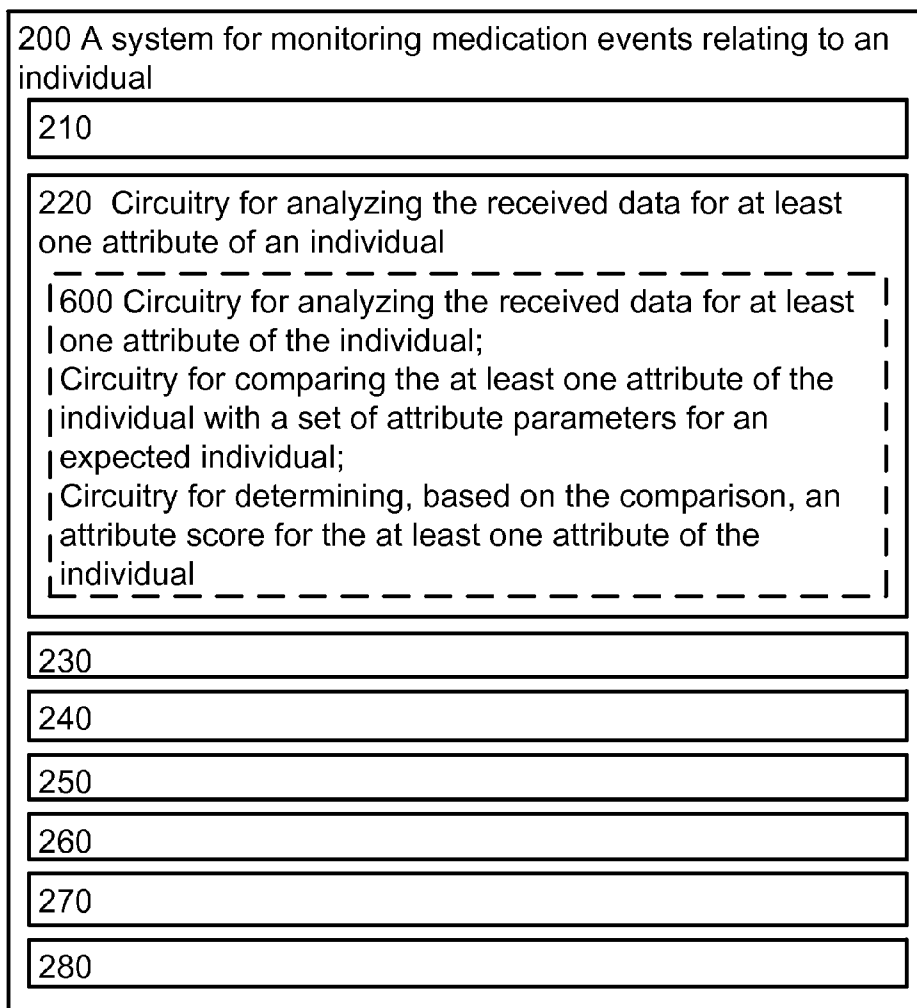 200 A system for monitoring medication events relating to an
individual
210
220  Circuitry for analyzing the received data for at least
one attribute of an individual
600 Circuitry for analyzing the received data for at least
one attribute of the individual;
Circuitry for comparing the at least one attribute of the
individual with a set of attribute parameters for an
expected individual;
Circuitry for determining, based on the comparison, an
attribute score for the at least one attribute of the
individual
230
240
250
260
270
280